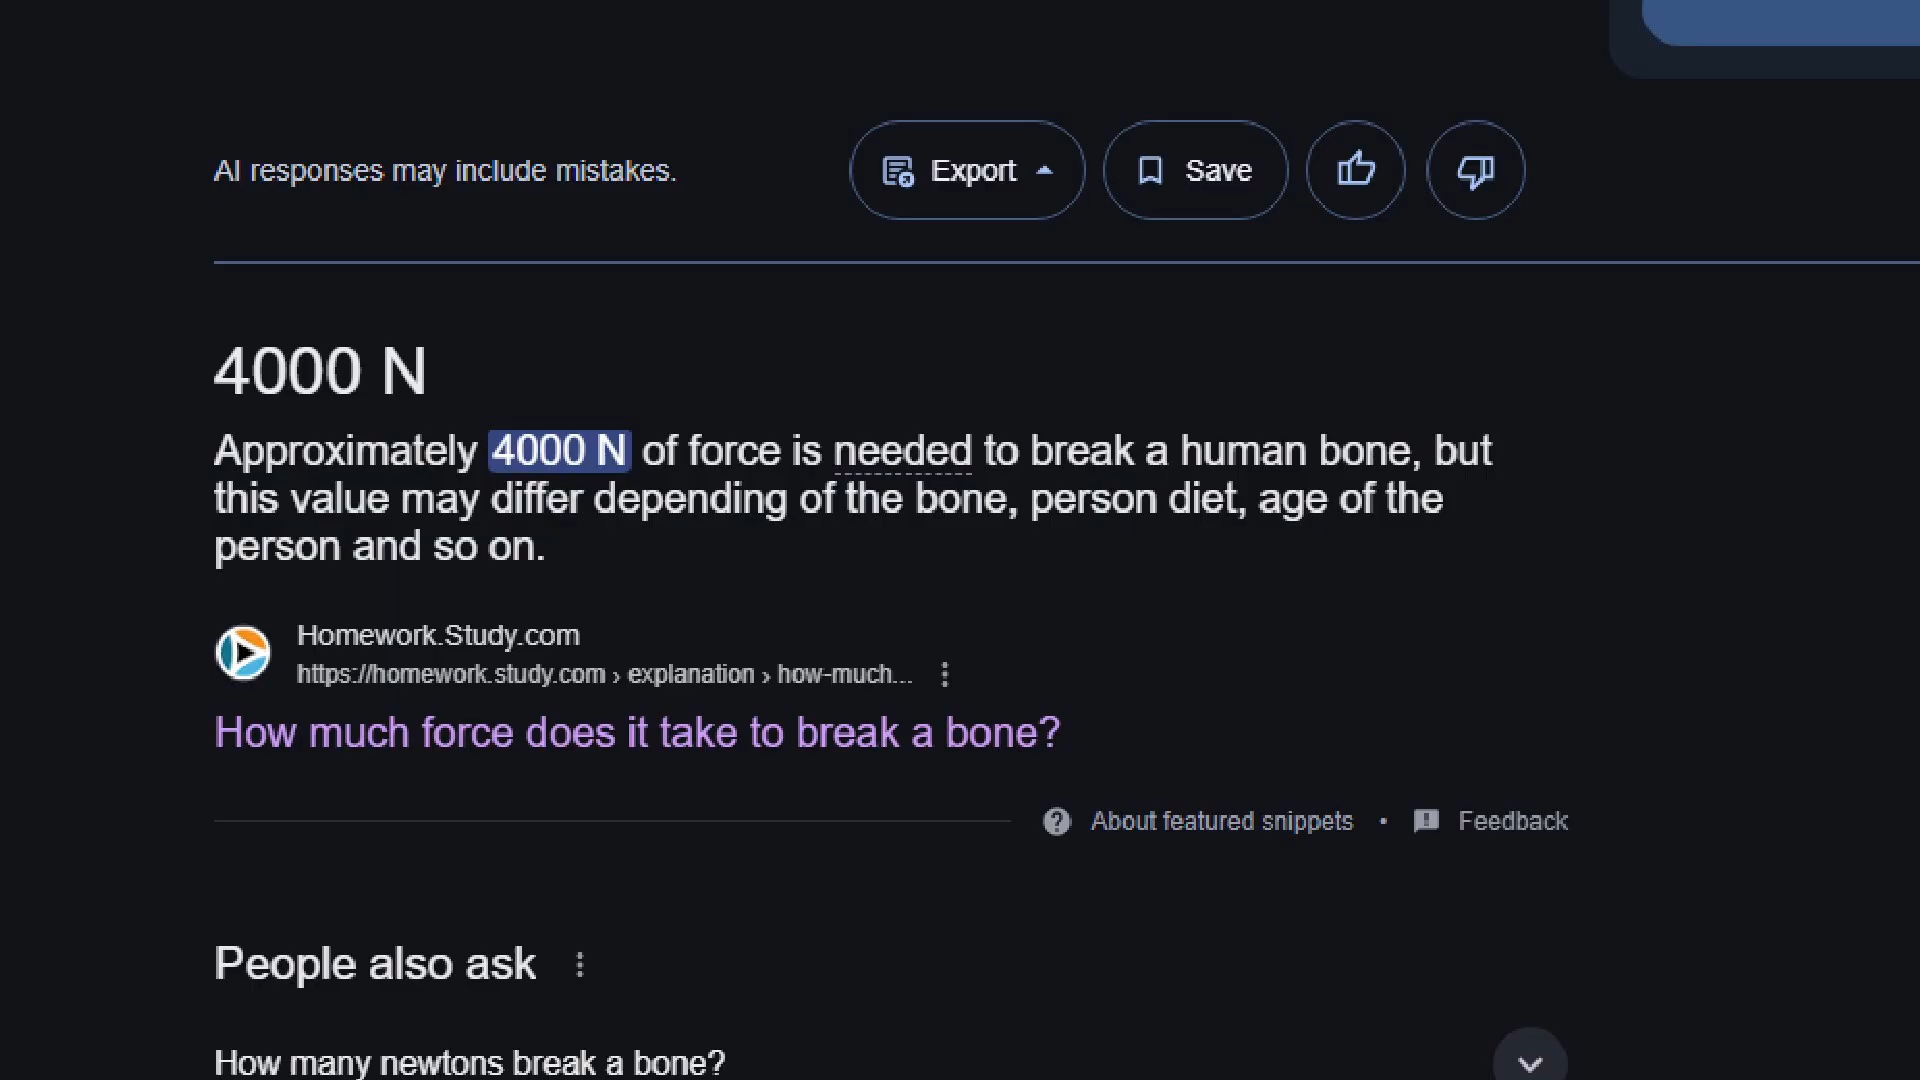 AI responses may include mistakes.
Export
Save
4000 N
Approximately 4000 N of force is needed to break a human bone, but
this value may differ depending of the bone, person diet, age of the
person and so on.
Homework.Study.com
https://homework.study.com › explanation › how-much...
How much force does it take to break a bone?
About featured snippets • Feedback
People also ask
How many newtons break a bone?